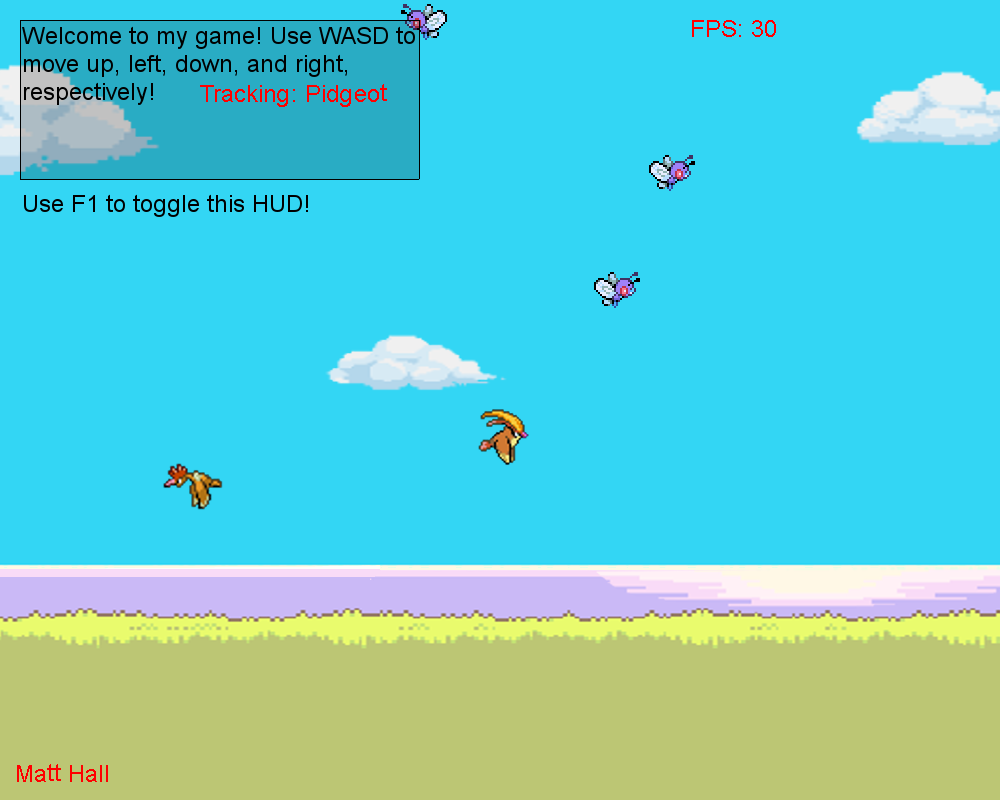 Welcome to my game! Use WASD to
move up, left, down, and right,
respectively!
Tracking: Pidgeot
Use F1 to toggle this HUD!
FPS: 30
Matt Hall